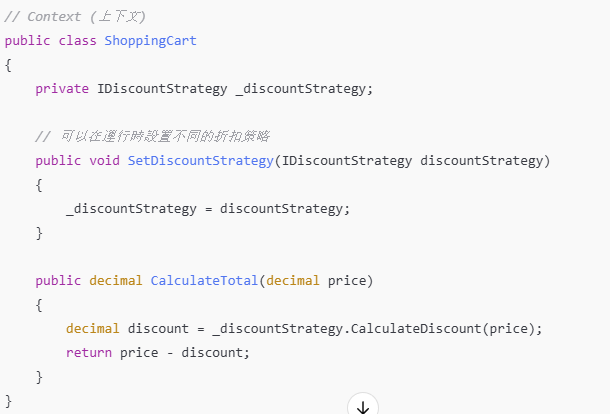 // Context (上下文)
public class ShoppingCart
{
    private IDiscountStrategy _discountStrategy;
    // 可以在運行時設置不同的折扣策略
    public void SetDiscountStrategy(IDiscountStrategy discountStrategy)
    {
        _discountStrategy = discountStrategy;
    }
    public decimal CalculateTotal(decimal price)
    {
        decimal discount = _discountStrategy.CalculateDiscount(price);
        return price - discount;
    }
}